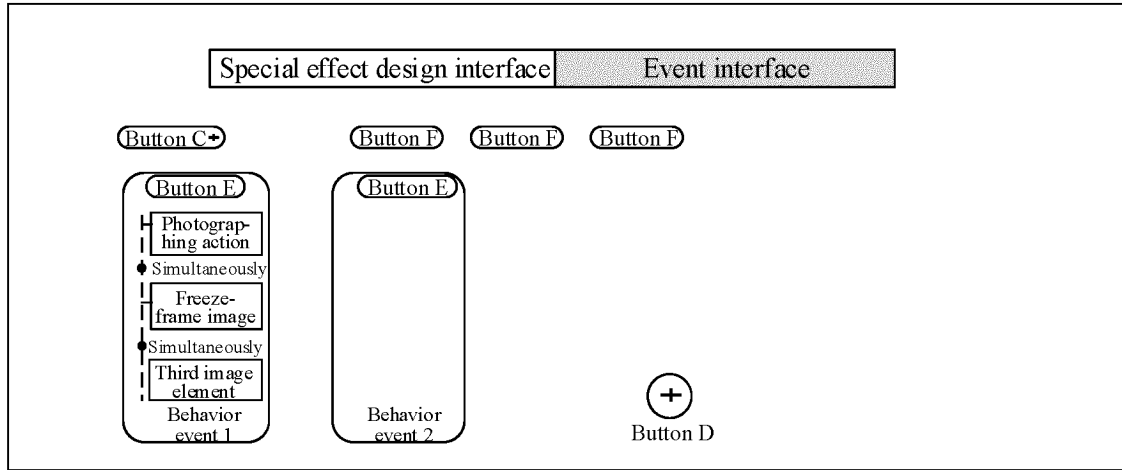 Special effect design interface Event interface
Button C+ Button F Button F Button F
Button E
Photograp-
hing action
Simultaneously
Freeze-
frame image
Simultaneously
Third image
element
Behavior
event 1
Button E
Behavior
event 2
+
Button D